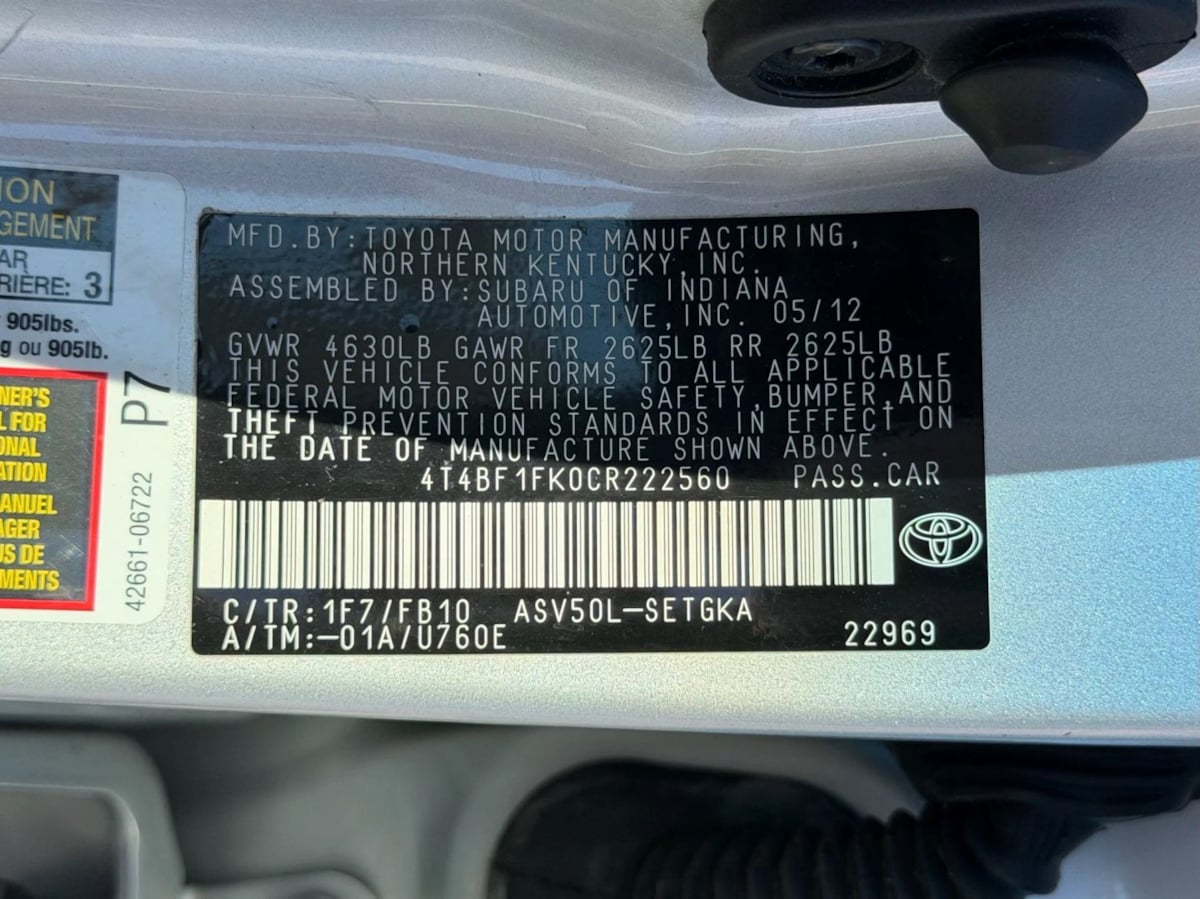 ION
GEMENT
AR
RIÈRE: 3
905lbs.
g ou 905lb.
NER'S
L FOR
ONAL
ATION
ANUEL
AGER
US DE
MENTS
P7
42661-06722
MFD.BY:TOYOTA MOTOR MANUFACTURING,
NORTHERN KENTUCKY,INC.
ASSEMBLED BY:SUBARU OF INDIANA
AUTOMOTIVE,INC. 05/12
GVWR 4630LB GAWR FR 2625LB RR 2625LB
THIS VEHICLE CONFORMS TO ALL APPLICABLE
FEDERAL MOTOR VEHICLE SAFETY,BUMPER,AND
THEFT PREVENTION STANDARDS IN EFFECT ON
THE DATE OF MANUFACTURE SHOWN ABOVE.
4T4BF1FK0CR222560 PASS.CAR
C/TR:1F7/FB10 ASV50L-SETGKA
A/TM:-01A/U760E 22969